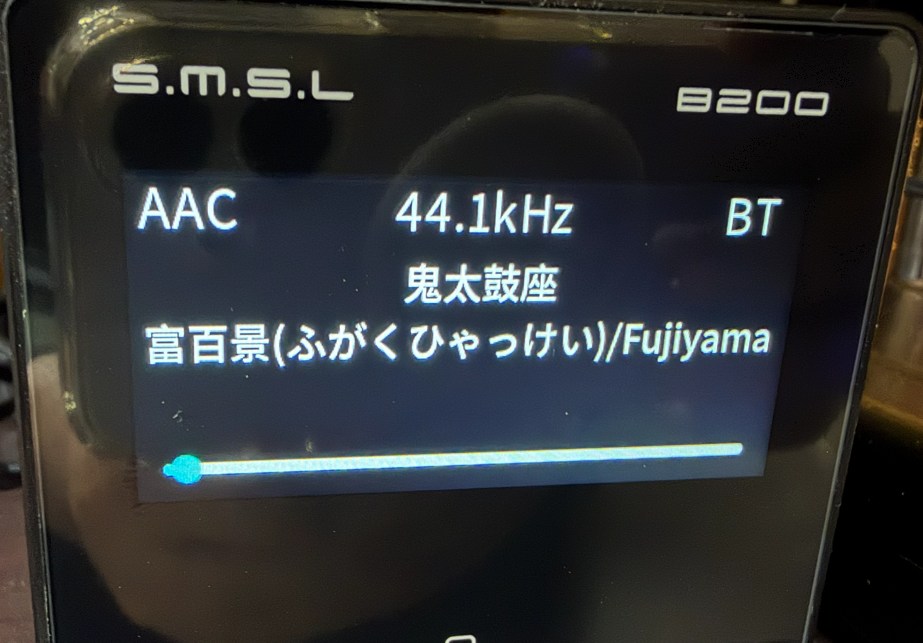 S.M.S.L B200
AAC 44.1kHz BT
鬼太鼓座
富百景(ふがくひゃっけい)/Fujiyama